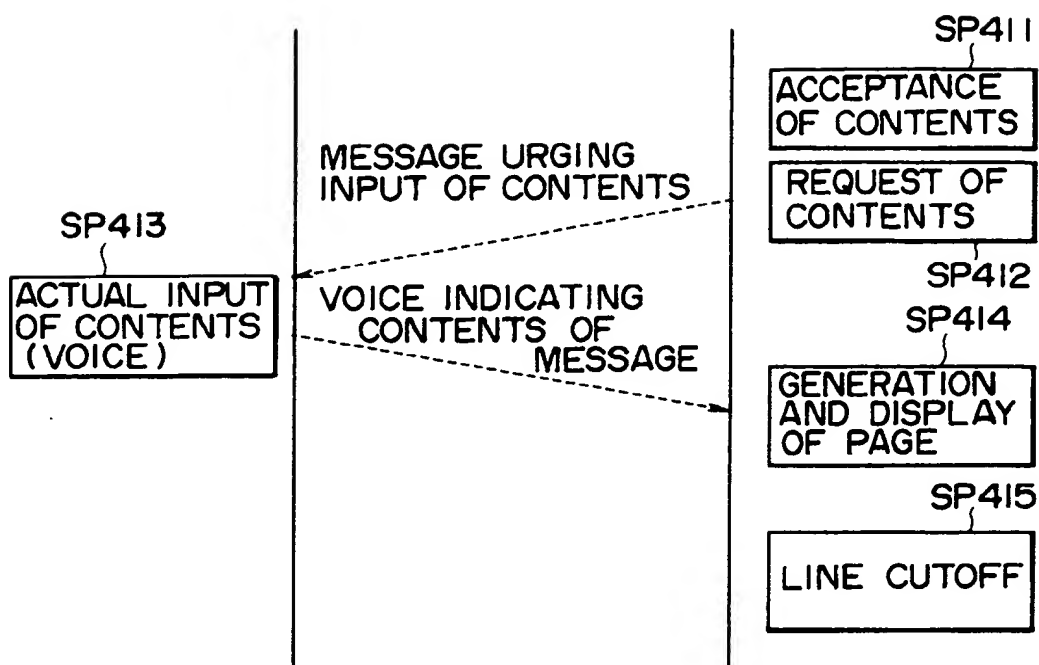 SP411
ACCEPTANCE
OF CONTENTS
MESSAGE URGING
INPUT OF CONTENTS
REQUEST OF
CONTENTS
SP412
SP413
ACTUAL INPUT
OF CONTENTS
(VOICE)
VOICE INDICATING
CONTENTS OF
MESSAGE
SP414
GENERATION
AND DISPLAY
OF PAGE
SP415
LINE CUTOFF